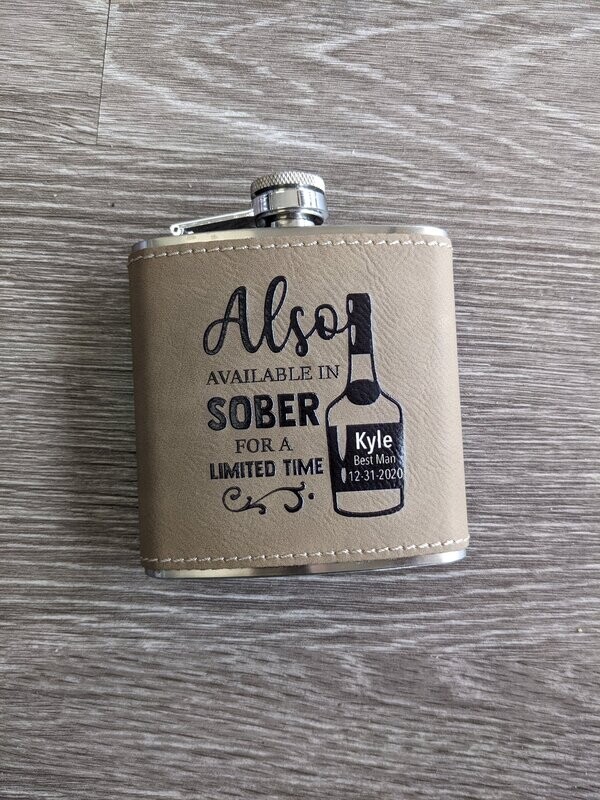 Also
AVAILABLE IN
SOBER
FOR A
LIMITED TIME
Kyle
Best Man
12-31-2020